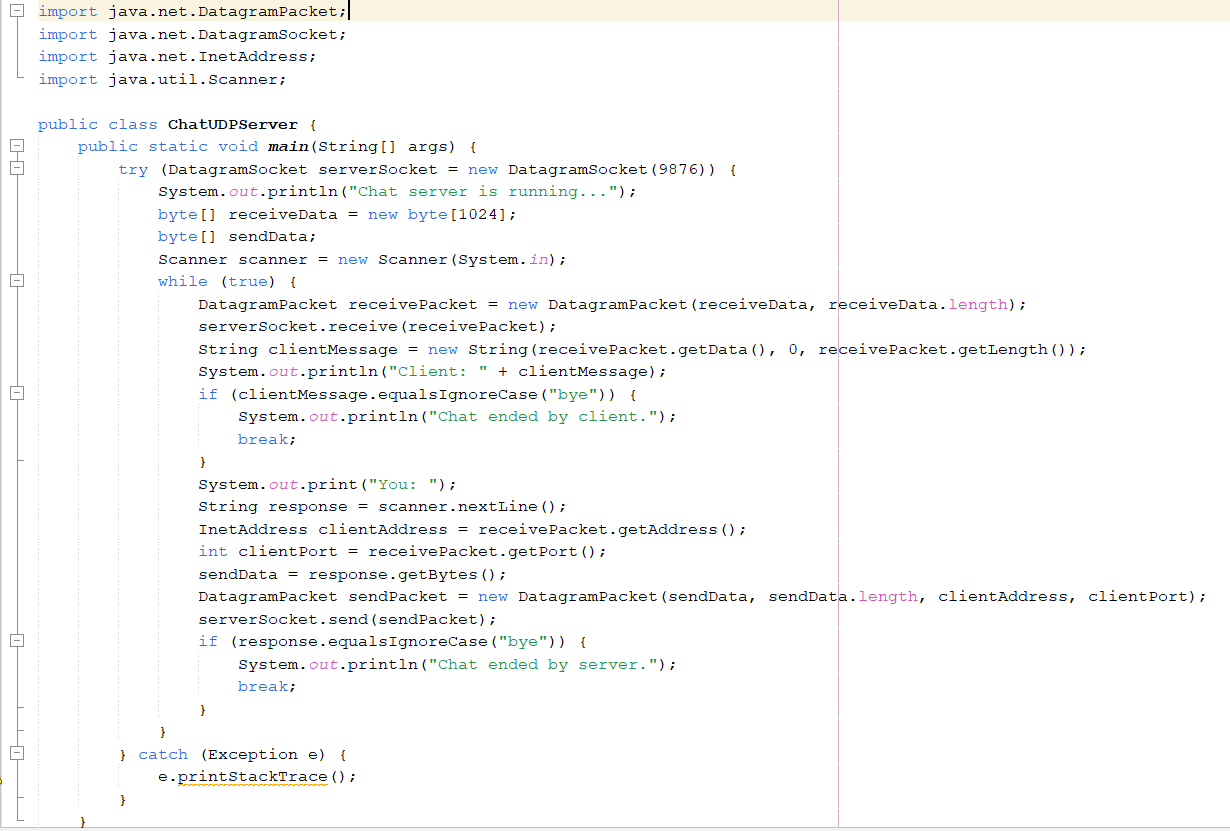 import java.net.DatagramPacket;
import java.net.DatagramSocket;
import java.net.InetAddress;
import java.util.Scanner;

public class ChatUDPServer {
    public static void main(String[] args) {
        try (DatagramSocket serverSocket = new DatagramSocket(9876)) {
            System.out.println("Chat server is running...");
            byte[] receiveData = new byte[1024];
            byte[] sendData;
            Scanner scanner = new Scanner(System.in);
            while (true) {
                DatagramPacket receivePacket = new DatagramPacket(receiveData, receiveData.length);
                serverSocket.receive(receivePacket);
                String clientMessage = new String(receivePacket.getData(), 0, receivePacket.getLength());
                System.out.println("Client: " + clientMessage);
                if (clientMessage.equalsIgnoreCase("bye")) {
                    System.out.println("Chat ended by client.");
                    break;
                }
                System.out.print("You: ");
                String response = scanner.nextLine();
                InetAddress clientAddress = receivePacket.getAddress();
                int clientPort = receivePacket.getPort();
                sendData = response.getBytes();
                DatagramPacket sendPacket = new DatagramPacket(sendData, sendData.length, clientAddress, clientPort);
                serverSocket.send(sendPacket);
                if (response.equalsIgnoreCase("bye")) {
                    System.out.println("Chat ended by server.");
                    break;
                }
            }
        } catch (Exception e) {
            e.printStackTrace();
        }
    }